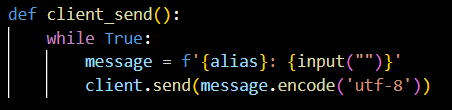 def client_send():
    while True:
        message = f'{alias}: {input("")}'
        client.send(message.encode('utf-8'))